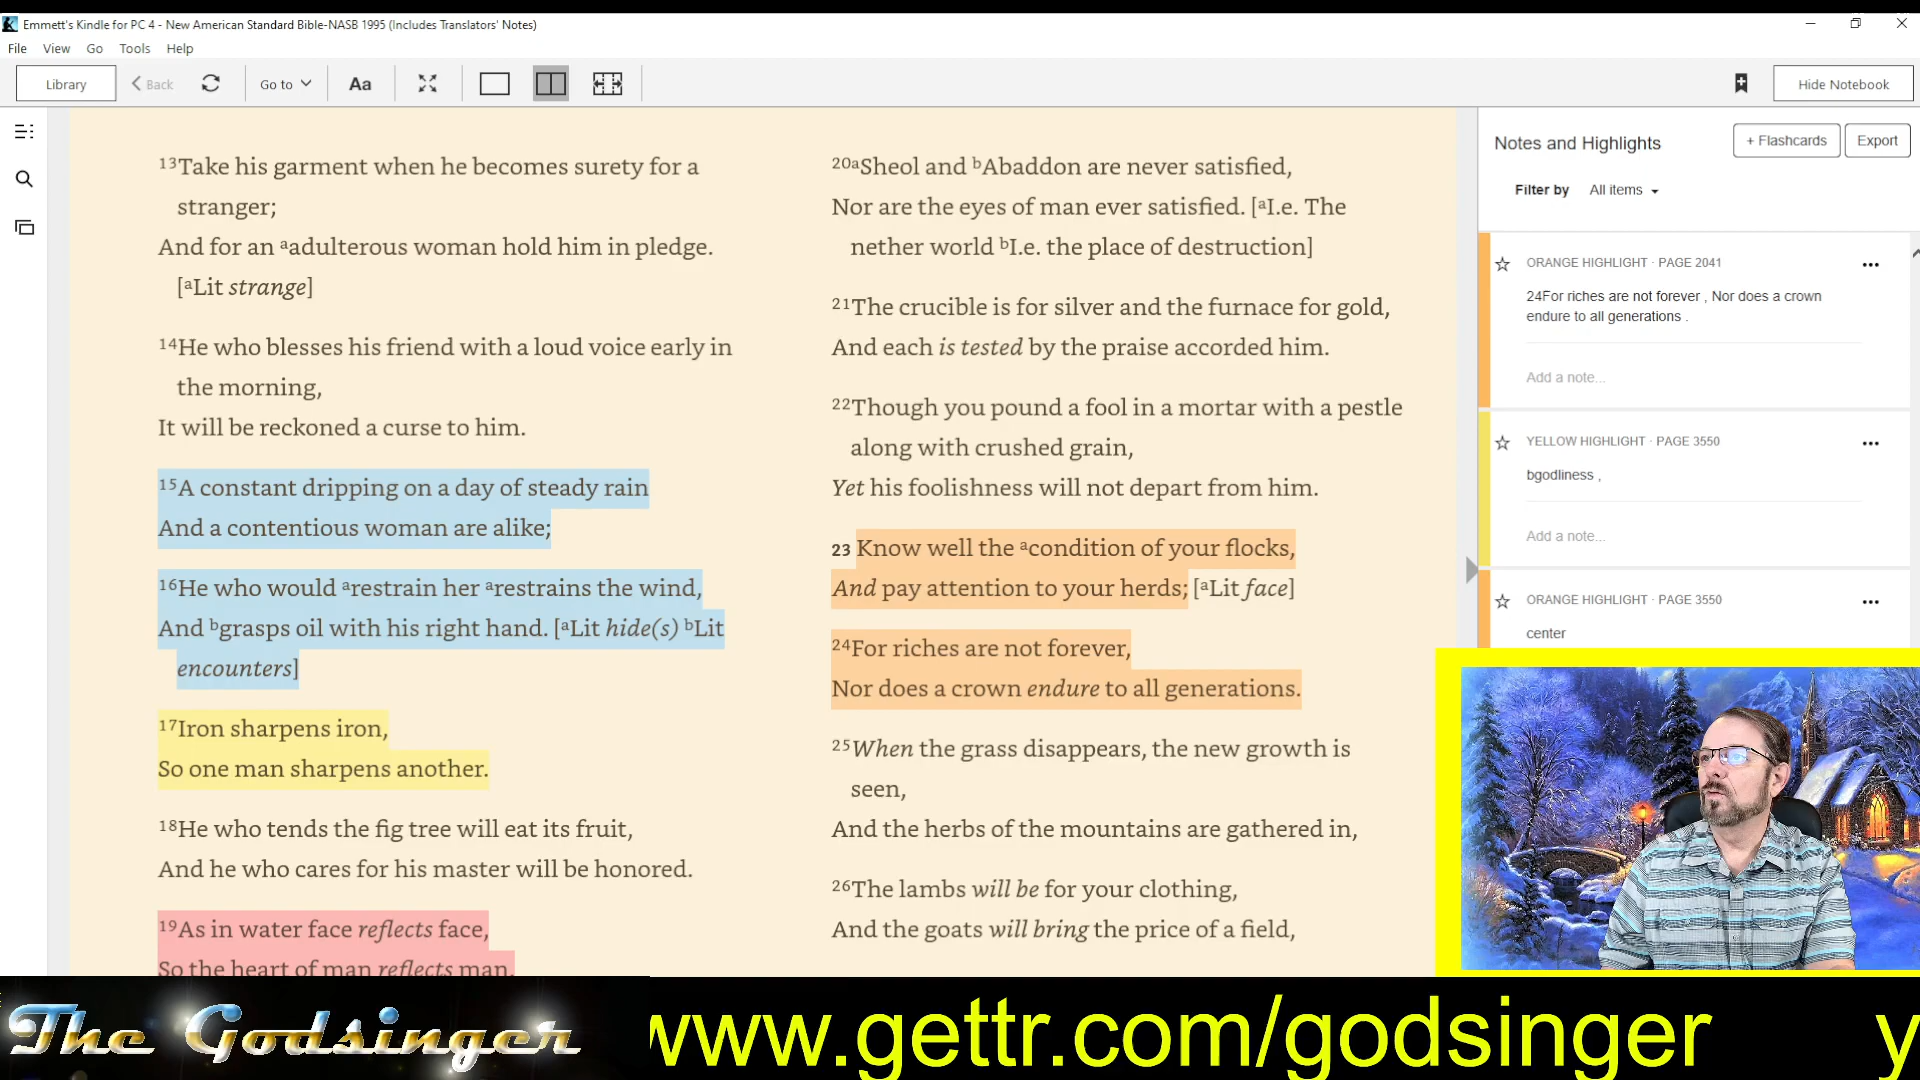 Emmett's Kindle for PC 4 - New American Standard Bible-NASB 1995 (Includes Translators' Notes)
File View Go Tools Help
Library Back Go to Aa Hide Notebook
13Take his garment when he becomes surety for a
stranger;
And for an aadulterous woman hold him in pledge.
[aLit strange]
14He who blesses his friend with a loud voice early in
the morning,
It will be reckoned a curse to him.
15A constant dripping on a day of steady rain
And a contentious woman are alike;
16He who would arestrain her arestrains the wind,
And bgrasps oil with his right hand. [aLit hide(s) bLit
encounters]
17Iron sharpens iron,
So one man sharpens another.
18He who tends the fig tree will eat its fruit,
And he who cares for his master will be honored.
19As in water face reflects face,
So the heart of man reflects man.
20aSheol and bAbaddon are never satisfied,
Nor are the eyes of man ever satisfied. [aI.e. The
nether world bI.e. the place of destruction]
21The crucible is for silver and the furnace for gold,
And each is tested by the praise accorded him.
22Though you pound a fool in a mortar with a pestle
along with crushed grain,
Yet his foolishness will not depart from him.
23 Know well the acondition of your flocks,
And pay attention to your herds; [aLit face]
24For riches are not forever,
Nor does a crown endure to all generations.
25When the grass disappears, the new growth is
seen,
And the herbs of the mountains are gathered in,
26The lambs will be for your clothing,
And the goats will bring the price of a field,
Notes and Highlights + Flashcards Export
Filter by All items
ORANGE HIGHLIGHT · PAGE 2041
24For riches are not forever , Nor does a crown
endure to all generations .
Add a note...
YELLOW HIGHLIGHT · PAGE 3550
bgodliness ,
Add a note...
ORANGE HIGHLIGHT · PAGE 3550
center
The Godsinger
www.gettr.com/godsinger y